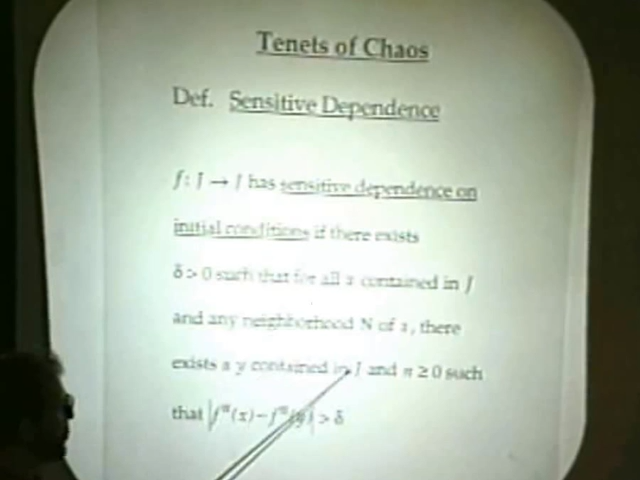 Tenets of Chaos
Def. Sensitive Dependence
f: J → J has sensitive dependence on
initial conditions if there exists
δ > 0 such that for all x contained in J
and any neighborhood N of x, there
exists a y contained in J and n ≥ 0 such
that |fⁿ(x) − fⁿ(y)| > δ